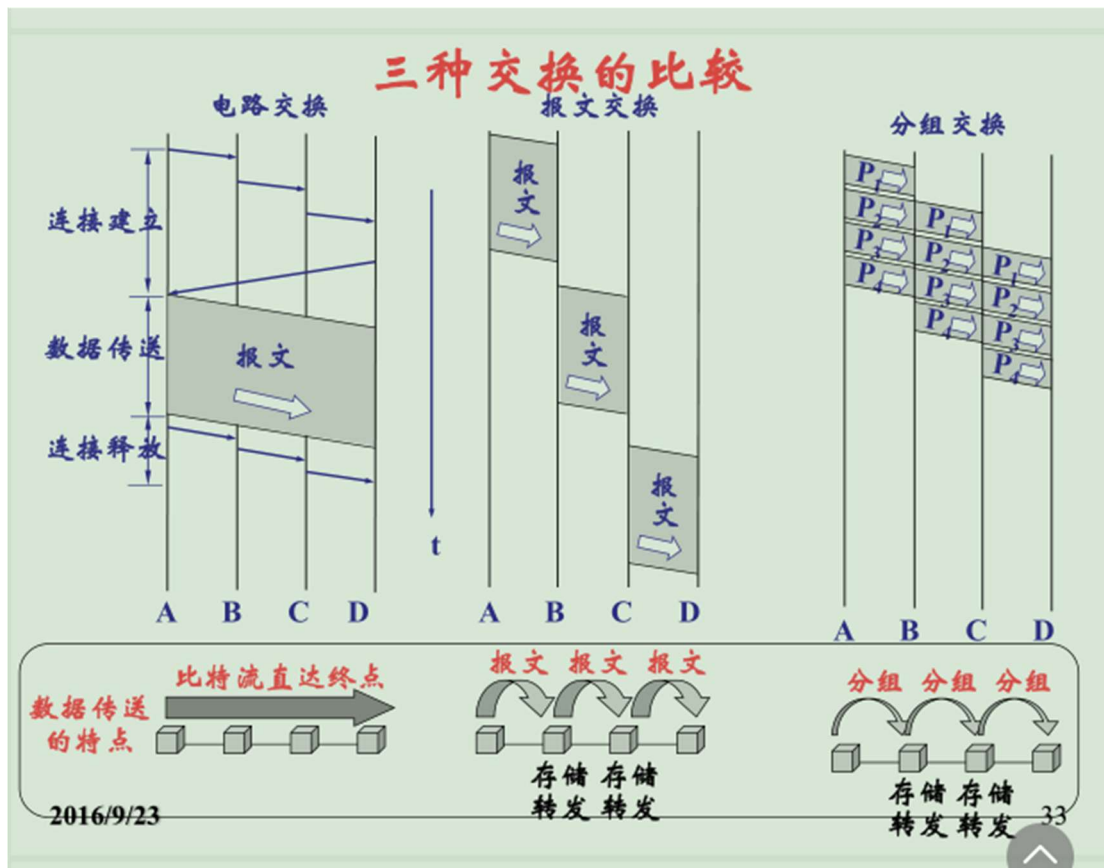 三种交换的比较
电路交换
报文交换
分组交换
连接建立
数据传送
连接释放
报文
t
A B C D
报文
报文
报文
A B C D
P1
P2 P1
P3 P2 P1
P4 P3 P2
P4 P3
P4
A B C D
数据传送
的特点
比特流直达终点
报文 报文 报文
存储 存储
转发 转发
分组 分组 分组
存储 存储
转发 转发
2016/9/23
33